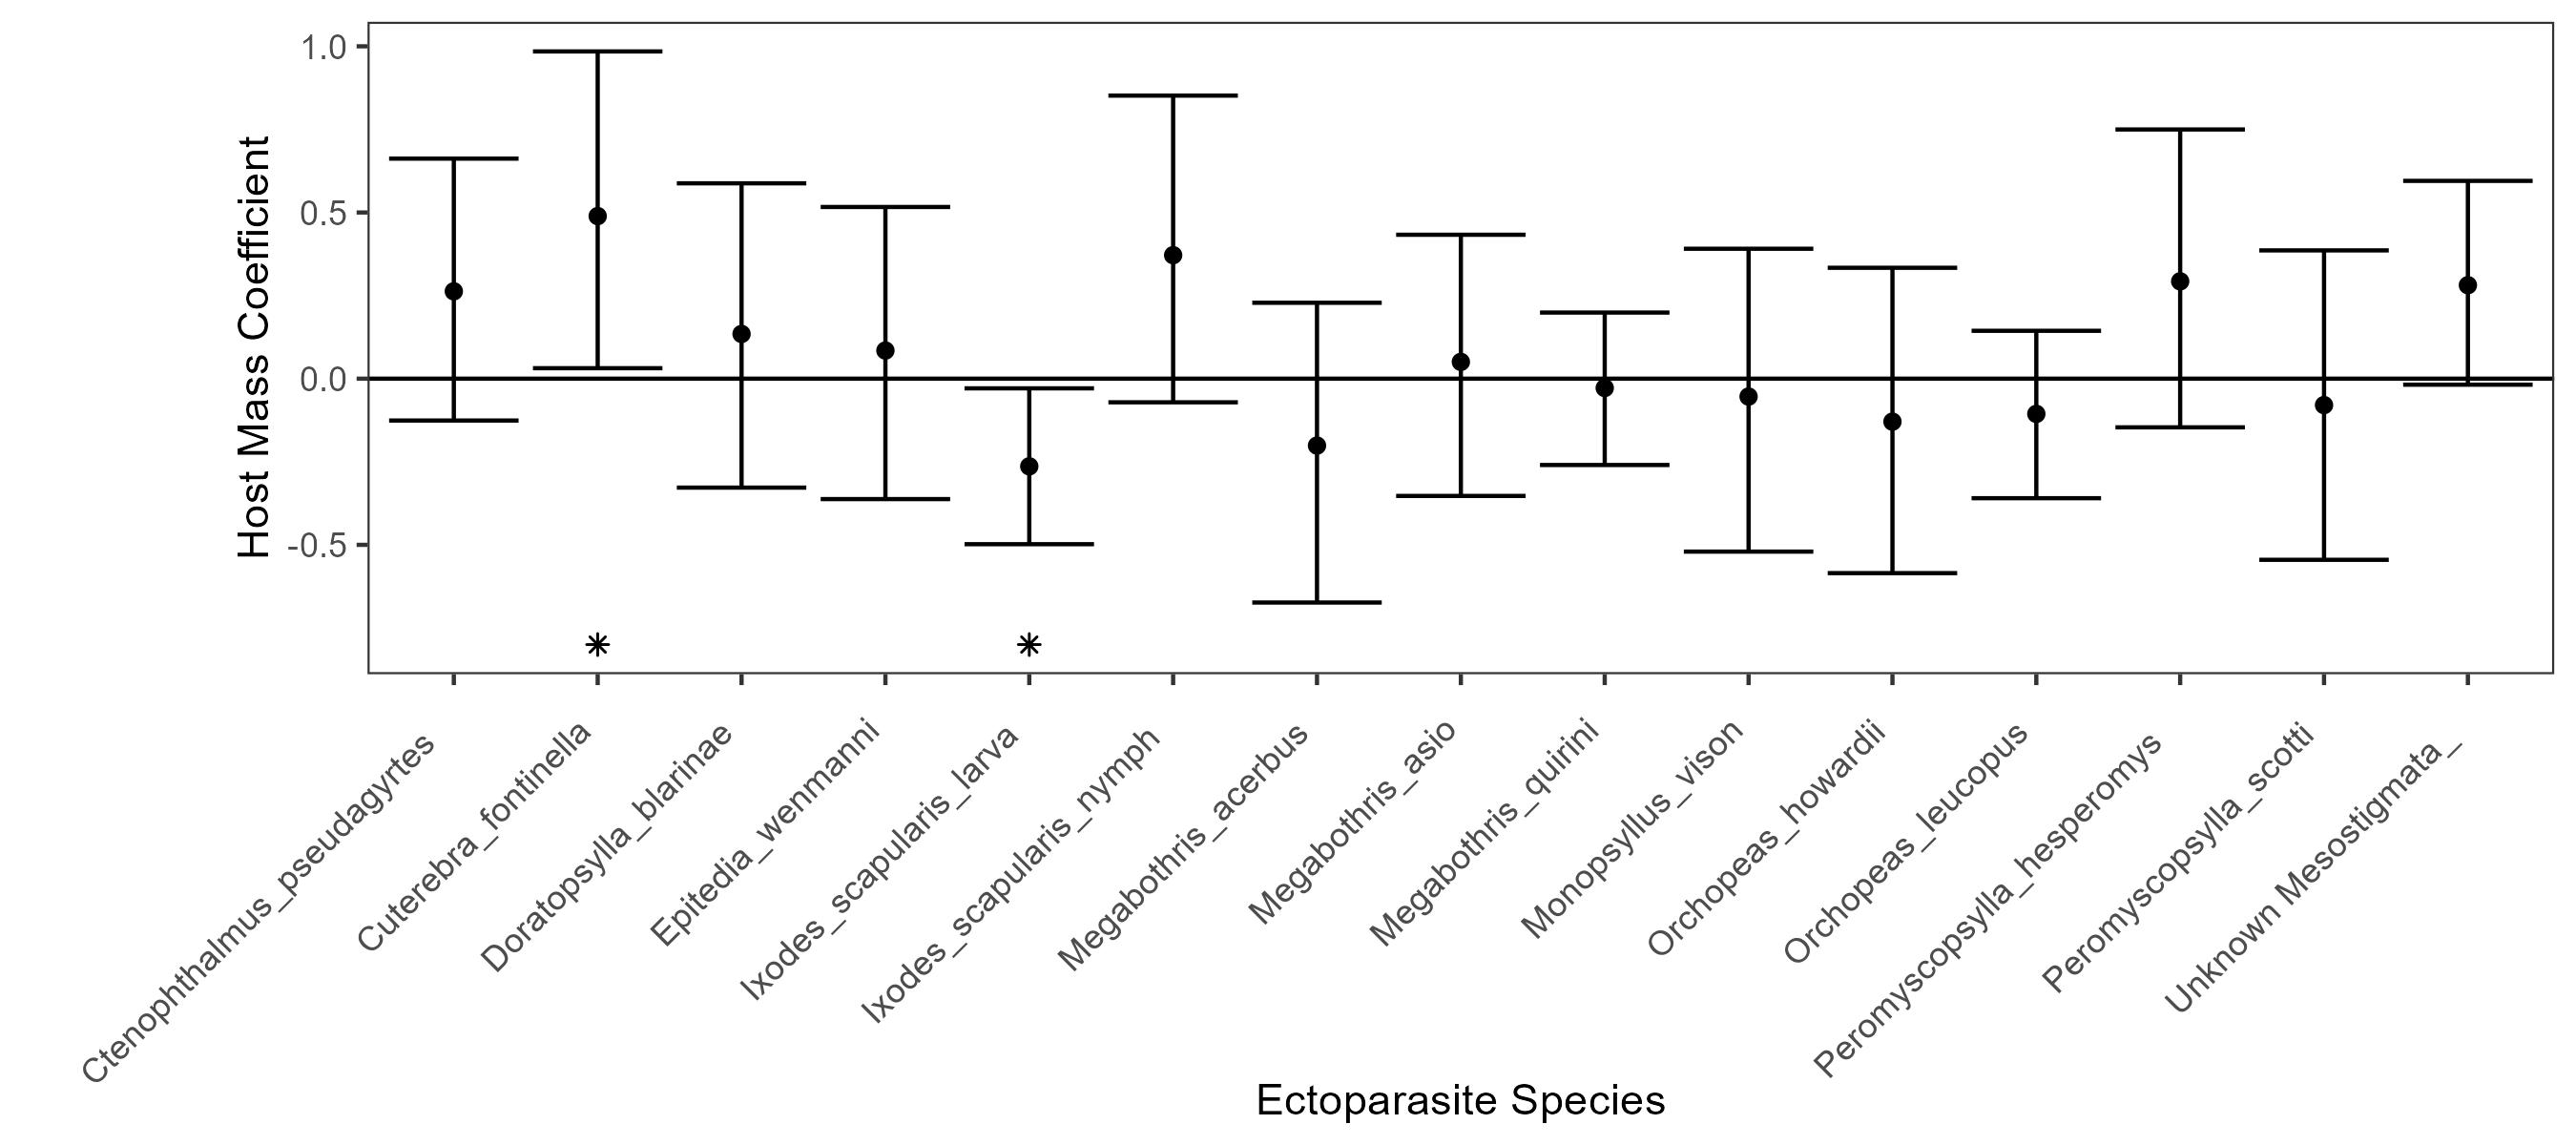 1.0
0.5
0.0
-0.5
Host Mass Coefficient
*
*
Ctenophthalmus_pseudagyrtes
Cuterebra_fontinella
Doratopsylla_blarinae
Epitedia_wenmanni
Ixodes_scapularis_larva
Ixodes_scapularis_nymph
Megabothris_acerbus
Megabothris_asio
Megabothris_quirini
Monopsyllus_vison
Orchopeas_howardii
Orchopeas_leucopus
Peromyscopsylla_hesperomys
Peromyscopsylla_scotti
Unknown Mesostigmata_
Ectoparasite Species